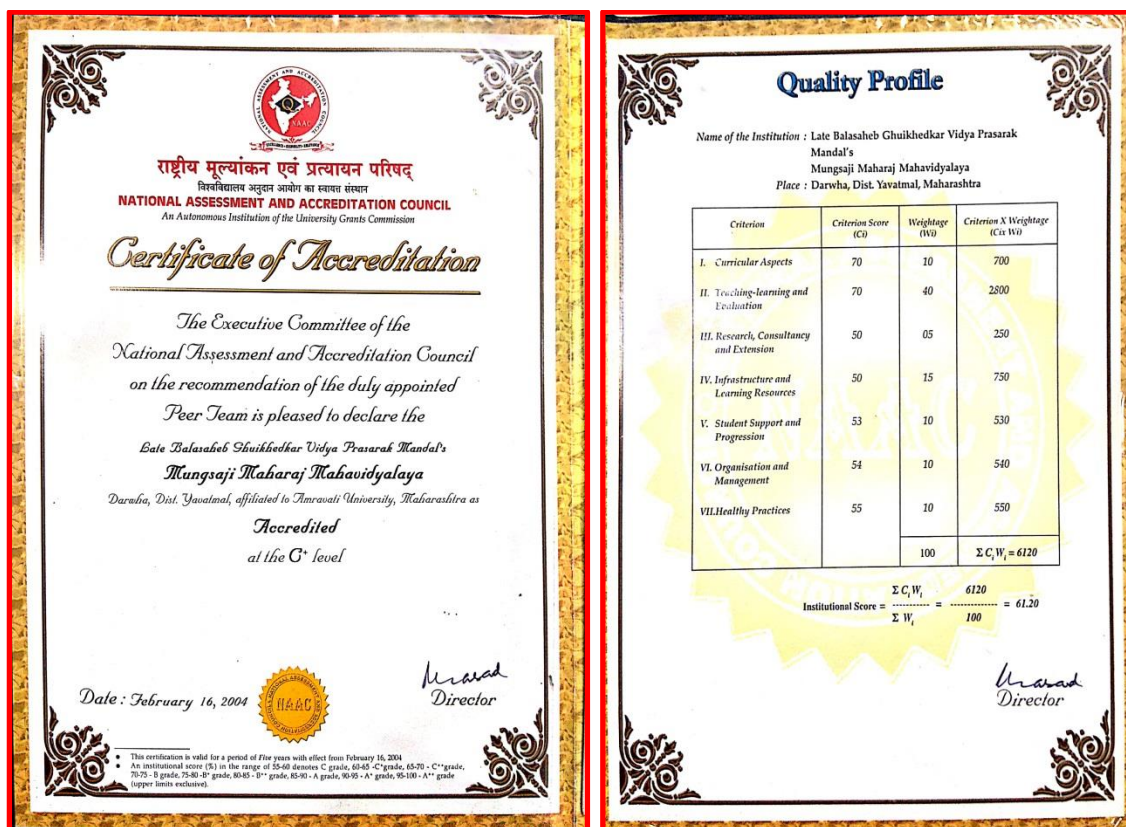 NATIONAL ASSESSMENT AND ACCREDITATION COUNCIL
NAAC
राष्ट्रीय मूल्यांकन एवं प्रत्यायन परिषद्
विश्वविद्यालय अनुदान आयोग का स्वायत्त संस्थान
NATIONAL ASSESSMENT AND ACCREDITATION COUNCIL
An Autonomous Institution of the University Grants Commission
Certificate of Accreditation
The Executive Committee of the
National Assessment and Accreditation Council
on the recommendation of the duly appointed
Peer Team is pleased to declare the
Late Balasaheb Ghuikhedkar Vidya Prasarak Mandal's
Mungsaji Maharaj Mahavidyalaya
Darwha, Dist. Yavatmal, affiliated to Amravati University, Maharashtra as
Accredited
at the C+ level
Date : February 16, 2004
NAAC
Director
• This certification is valid for a period of Five years with effect from February 16, 2004
• An institutional score (%) in the range of 55-60 denotes C grade, 60-65 -C+grade, 65-70 - C++grade,
70-75 - B grade, 75-80 -B+ grade, 80-85 - B++ grade, 85-90 - A grade, 90-95 - A+ grade, 95-100 - A++ grade
(upper limits exclusive).
Quality Profile
Name of the Institution : Late Balasaheb Ghuikhedkar Vidya Prasarak
Mandal's
Mungsaji Maharaj Mahavidyalaya
Place : Darwha, Dist. Yavatmal, Maharashtra
Criterion Criterion Score Weightage Criterion X Weightage
(Ci) (Wi) (Cix Wi)
I. Curricular Aspects 70 10 700
II. Teaching-learning and 70 40 2800
Evaluation
III. Research, Consultancy 50 05 250
and Extension
IV. Infrastructure and 50 15 750
Learning Resources
V. Student Support and 53 10 530
Progression
VI. Organisation and 54 10 540
Management
VII.Healthy Practices 55 10 550
100 Σ Ci Wi = 6120
Σ Ci Wi 6120
Institutional Score = ----------- = ------------- = 61.20
Σ Wi 100
Director